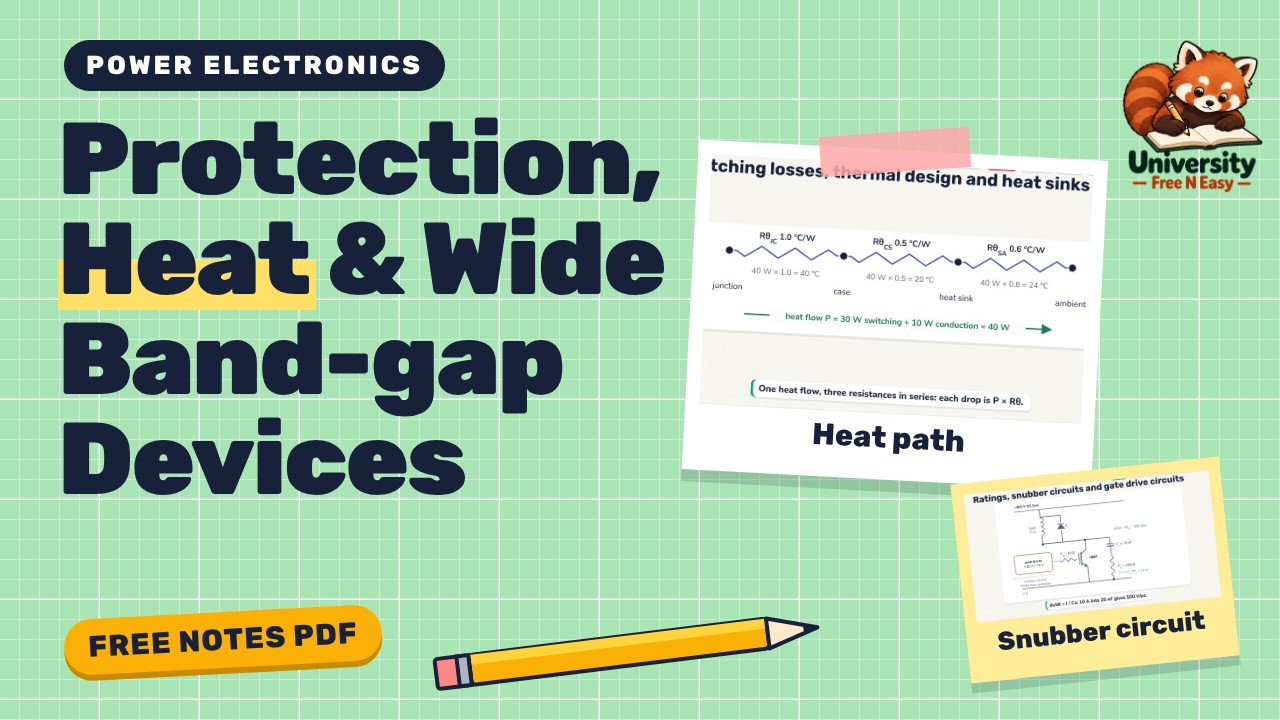 POWER ELECTRONICS
Protection,
Heat & Wide
Band-gap
Devices
FREE NOTES PDF
University
Free N Easy
tching losses, thermal design and heat sinks
RθJC 1.0 °C/W
RθCS 0.5 °C/W
RθSA 0.6 °C/W
40 W × 1.0 = 40 °C
40 W × 0.5 = 20 °C
40 W × 0.6 = 24 °C
junction
case
heat sink
ambient
heat flow P = 30 W switching + 10 W conduction = 40 W
One heat flow, three resistances in series: each drop is P × Rθ.
Heat path
Ratings, snubber circuits and gate drive circuits
Snubber circuit